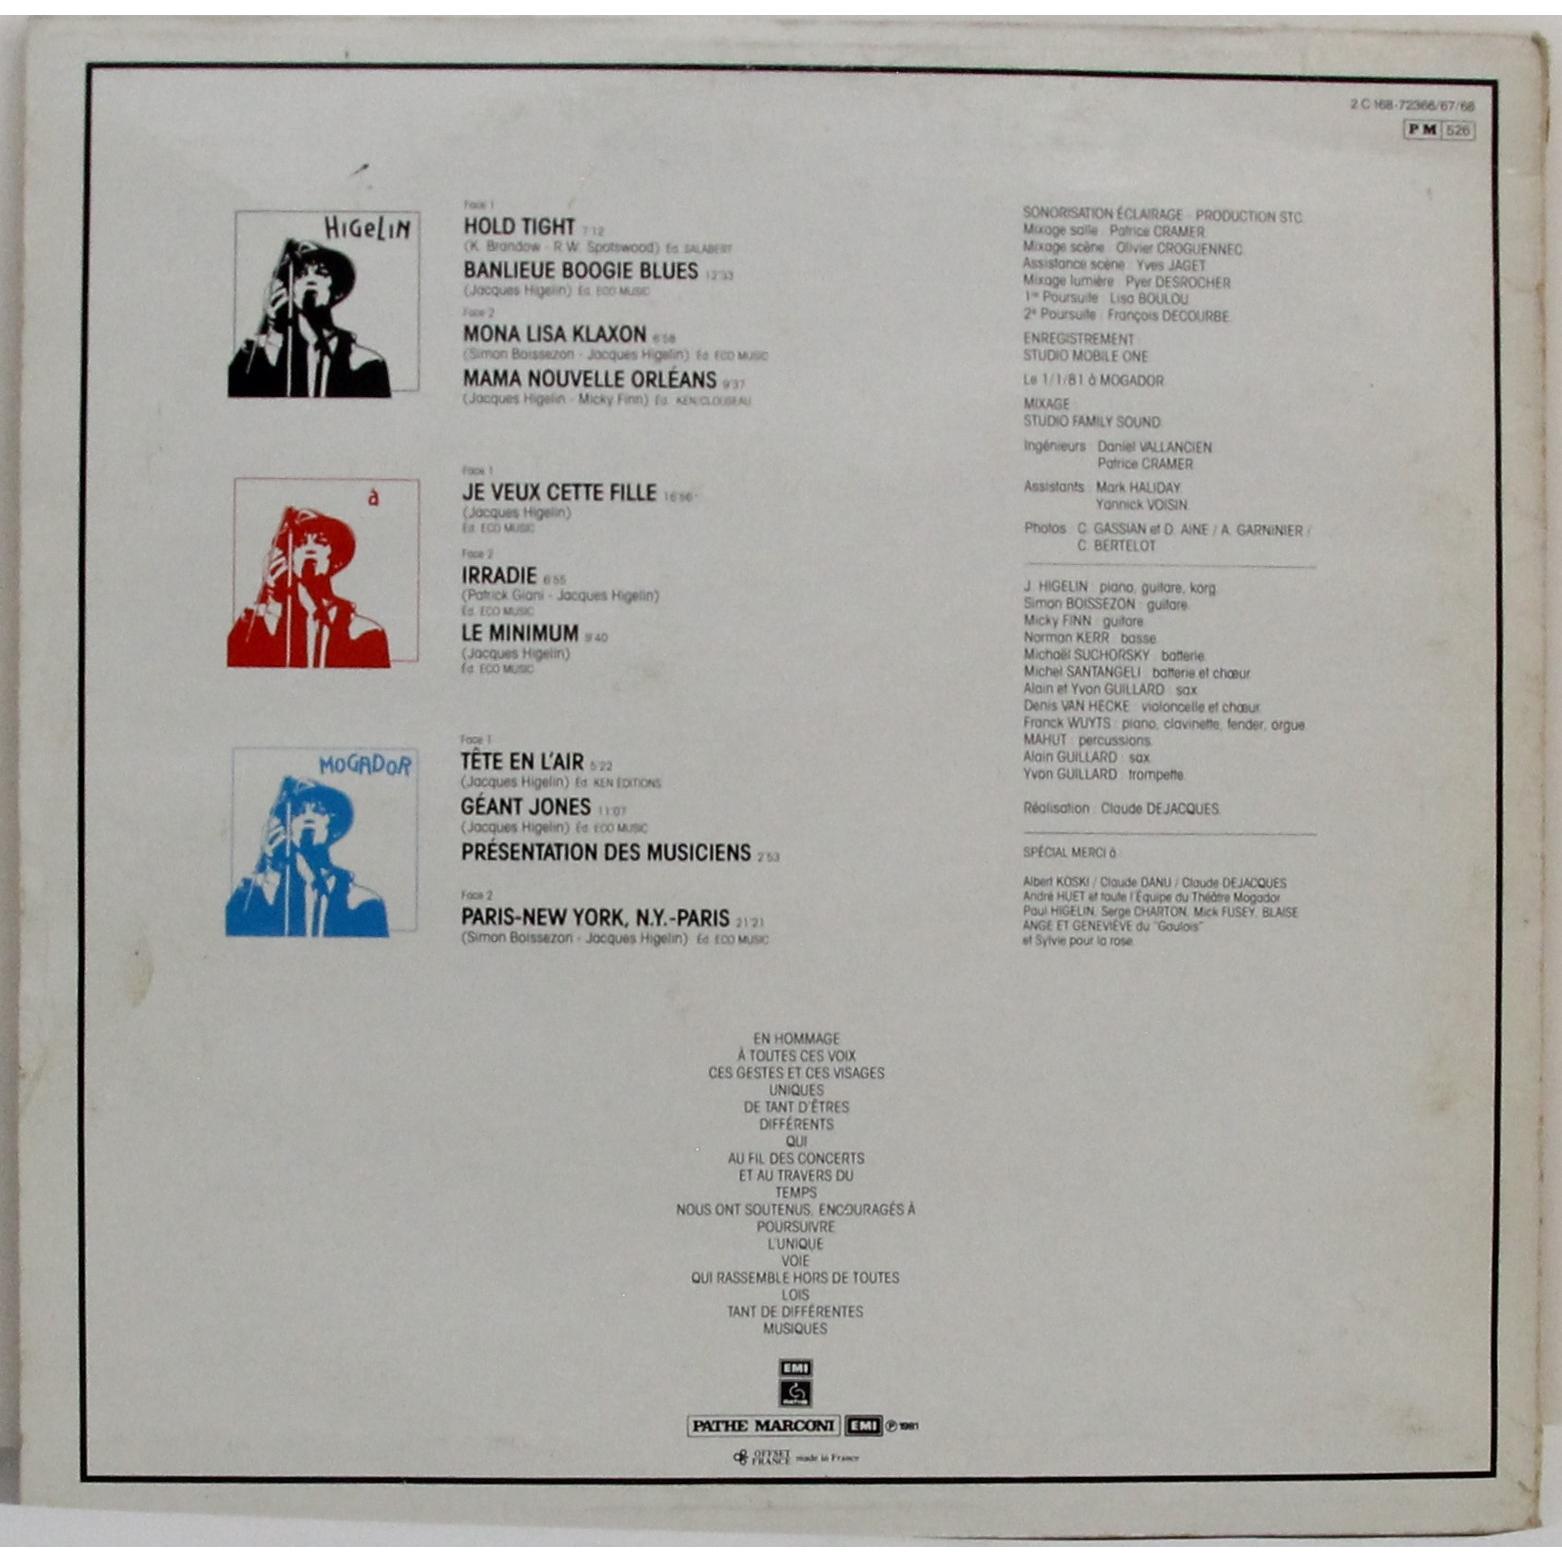 2 C 168-72366/67/68
PM 526
HIGELIN
Face 1
HOLD TIGHT 7'12
(K. Brandow - R.W. Spotswood) Ed. SALABERT
BANLIEUE BOOGIE BLUES 12'33
(Jacques Higelin) Ed. ECO MUSIC
Face 2
MONA LISA KLAXON 6'58
(Simon Boissezon - Jacques Higelin) Ed. ECO MUSIC
MAMA NOUVELLE ORLÉANS 9'37
(Jacques Higelin - Micky Finn) Ed. KEN/CLOUSEAU
à
Face 1
JE VEUX CETTE FILLE 16'56
(Jacques Higelin)
Ed. ECO MUSIC
Face 2
IRRADIE 6'55
(Patrick Giani - Jacques Higelin)
Ed. ECO MUSIC
LE MINIMUM 9'40
(Jacques Higelin)
Ed. ECO MUSIC
MOGADOR
Face 1
TÊTE EN L'AIR 5'22
(Jacques Higelin) Ed. KEN ÉDITIONS
GÉANT JONES 11'07
(Jacques Higelin) Ed. ECO MUSIC
PRÉSENTATION DES MUSICIENS 2'53
Face 2
PARIS-NEW YORK, N.Y.-PARIS 21'21
(Simon Boissezon - Jacques Higelin) Ed. ECO MUSIC
SONORISATION ÉCLAIRAGE : PRODUCTION STC.
Mixage salle : Patrice CRAMER
Mixage scène : Olivier CROGUENNEC
Assistance scène : Yves JAGET
Mixage lumière : Pyer DESROCHER
1re Poursuite : Lisa BOULOU
2e Poursuite : François DECOURBE.
ENREGISTREMENT :
STUDIO MOBILE ONE
Le 1/1/81 à MOGADOR
MIXAGE :
STUDIO FAMILY SOUND.
Ingénieurs : Daniel VALLANCIEN
Patrice CRAMER
Assistants : Mark HALIDAY.
Yannick VOISIN.
Photos : C. GASSIAN et D. AINE / A. GARNINIER /
C. BERTELOT
J. HIGELIN : piano, guitare, korg.
Simon BOISSEZON : guitare.
Micky FINN : guitare.
Norman KERR : basse.
Michaël SUCHORSKY : batterie.
Michel SANTANGELI : batterie et chœur.
Alain et Yvon GUILLARD : sax.
Denis VAN HECKE : violoncelle et chœur.
Franck WUYTS : piano, clavinette, fender, orgue.
MAHUT : percussions.
Alain GUILLARD : sax.
Yvon GUILLARD : trompette.
Réalisation : Claude DEJACQUES.
SPÉCIAL MERCI à :
Albert KOSKI / Claude DANU / Claude DEJACQUES
André HUET et toute l'Équipe du Théâtre Mogador
Paul HIGELIN, Serge CHARTON, Mick FUSEY, BLAISE
ANGE ET GENEVIÈVE du "Gaulois"
et Sylvie pour la rose.
EN HOMMAGE
À TOUTES CES VOIX
CES GESTES ET CES VISAGES
UNIQUES
DE TANT D'ÊTRES
DIFFÉRENTS
QUI
AU FIL DES CONCERTS
ET AU TRAVERS DU
TEMPS
NOUS ONT SOUTENUS, ENCOURAGÉS À
POURSUIVRE
L'UNIQUE
VOIE
QUI RASSEMBLE HORS DE TOUTES
LOIS
TANT DE DIFFÉRENTES
MUSIQUES
EMI
PATHE MARCONI EMI ℗ 1981
OFFSET FRANCE made in France